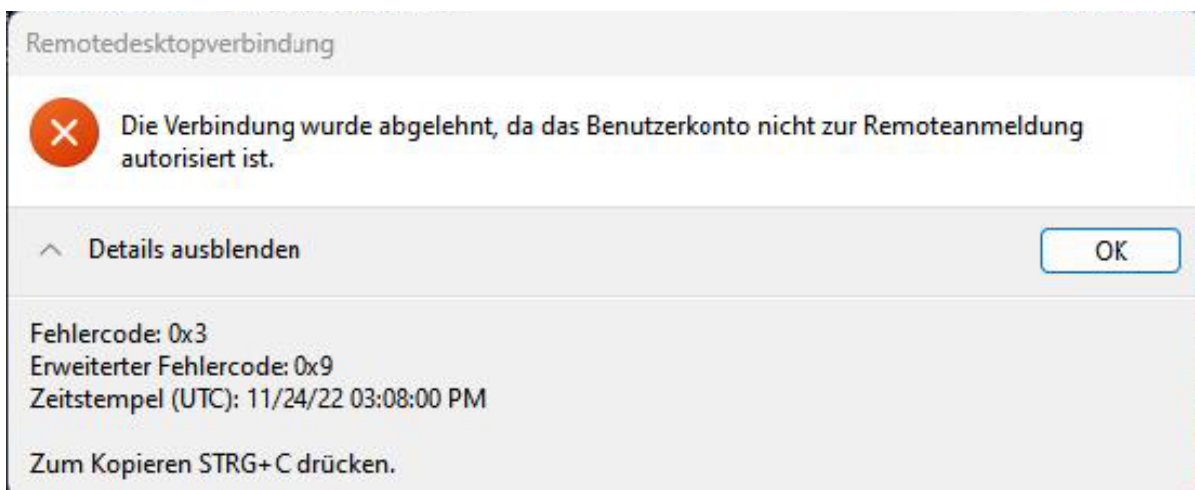 Remotedesktopverbindung
Die Verbindung wurde abgelehnt, da das Benutzerkonto nicht zur Remoteanmeldung
autorisiert ist.
Details ausblenden
OK
Fehlercode: 0x3
Erweiterter Fehlercode: 0x9
Zeitstempel (UTC): 11/24/22 03:08:00 PM
Zum Kopieren STRG+C drücken.